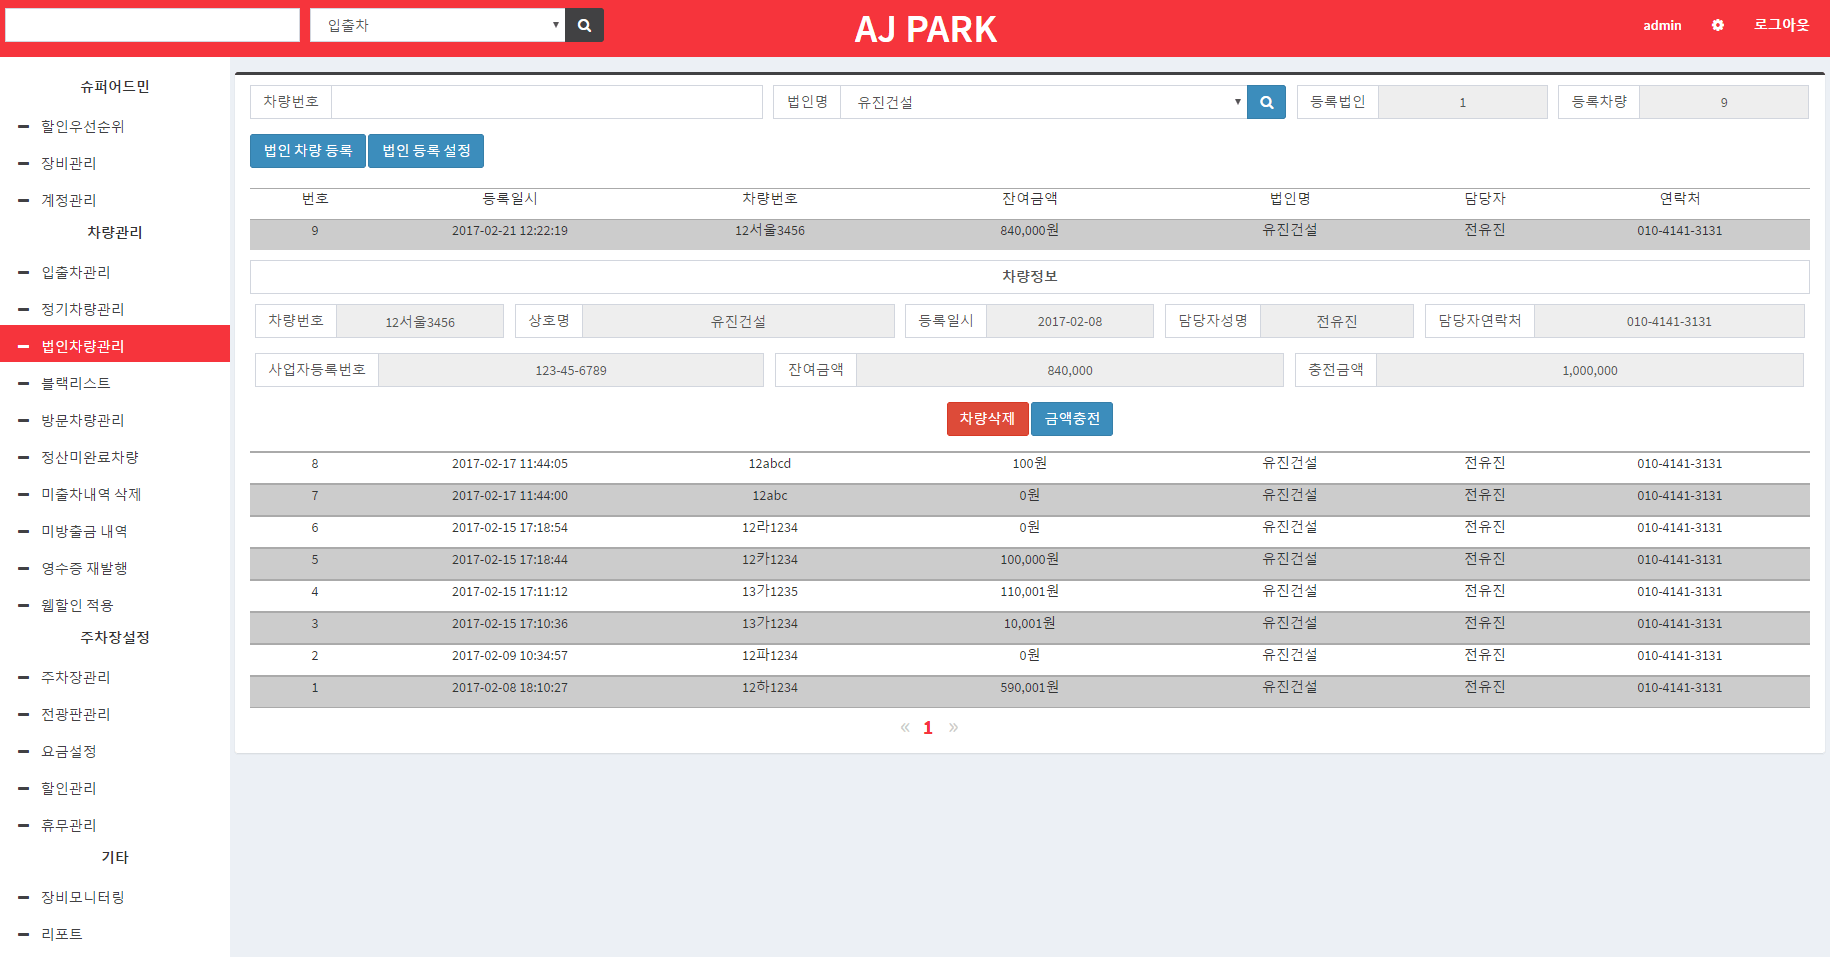 입출차
AJ PARK
admin 로그아웃
슈퍼어드민
할인우선순위
장비관리
계정관리
차량관리
입출차관리
정기차량관리
법인차량관리
블랙리스트
방문차량관리
정산미완료차량
미출차내역 삭제
미방출금 내역
영수증 재발행
웹할인 적용
주차장설정
주차장관리
전광판관리
요금설정
할인관리
휴무관리
기타
장비모니터링
리포트
차량번호 법인명 유진건설 등록법인 1 등록차량 9
법인 차량 등록 법인 등록 설정
번호 등록일시 차량번호 잔여금액 법인명 담당자 연락처
9 2017-02-21 12:22:19 12서울3456 840,000원 유진건설 전유진 010-4141-3131
차량정보
차량번호 12서울3456 상호명 유진건설 등록일시 2017-02-08 담당자성명 전유진 담당자연락처 010-4141-3131
사업자등록번호 123-45-6789 잔여금액 840,000 충전금액 1,000,000
차량삭제 금액충전
8 2017-02-17 11:44:05 12abcd 100원 유진건설 전유진 010-4141-3131
7 2017-02-17 11:44:00 12abc 0원 유진건설 전유진 010-4141-3131
6 2017-02-15 17:18:54 12라1234 0원 유진건설 전유진 010-4141-3131
5 2017-02-15 17:18:44 12카1234 100,000원 유진건설 전유진 010-4141-3131
4 2017-02-15 17:11:12 13가1235 110,001원 유진건설 전유진 010-4141-3131
3 2017-02-15 17:10:36 13가1234 10,001원 유진건설 전유진 010-4141-3131
2 2017-02-09 10:34:57 12파1234 0원 유진건설 전유진 010-4141-3131
1 2017-02-08 18:10:27 12하1234 590,001원 유진건설 전유진 010-4141-3131
« 1 »